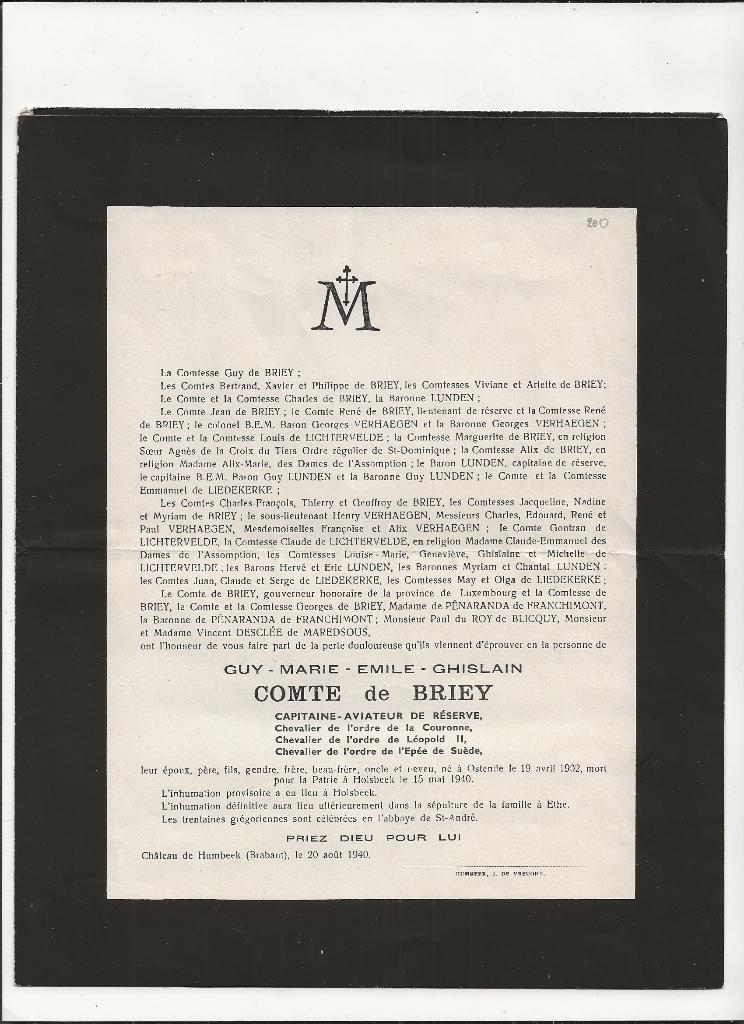 200
M
La Comtesse Guy de BRIEY ;
Les Comtes Bertrand, Xavier et Philippe de BRIEY, les Comtesses Viviane et Arlette de BRIEY;
Le Comte et la Comtesse Charles de BRIEY, la Baronne LUNDEN ;
Le Comte Jean de BRIEY ; le Comte René de BRIEY, lieutenant de réserve et la Comtesse René
de BRIEY ; le colonel B.E.M. Baron Georges VERHAEGEN et la Baronne Georges VERHAEGEN ;
le Comte et la Comtesse Louis de LICHTERVELDE ; la Comtesse Marguerite de BRIEY, en religion
Sœur Agnès de la Croix du Tiers Ordre régulier de St-Dominique ; la Comtesse Alix de BRIEY, en
religion Madame Alix-Marie, des Dames de l'Assomption ; le Baron LUNDEN, capitaine de réserve,
le capitaine B.E.M. Baron Guy LUNDEN et la Baronne Guy LUNDEN ; le Comte et la Comtesse
Emmanuel de LIEDEKERKE ;
Les Comtes Charles-François, Thierry et Geoffroy de BRIEY, les Comtesses Jacqueline, Nadine
et Myriam de BRIEY ; le sous-lieutenant Henry VERHAEGEN, Messieurs Charles, Edouard, René et
Paul VERHAEGEN, Mesdemoiselles Françoise et Alix VERHAEGEN ; le Comte Gontran de
LICHTERVELDE, la Comtesse Claude de LICHTERVELDE, en religion Madame Claude-Emmanuel des
Dames de l'Assomption, les Comtesses Louise-Marie, Geneviève, Ghislaine et Michelle de
LICHTERVELDE ; les Barons Hervé et Eric LUNDEN, les Baronnes Myriam et Chantal LUNDEN ;
les Comtes Juan, Claude et Serge de LIEDEKERKE, les Comtesses May et Olga de LIEDEKERKE ;
Le Comte de BRIEY, gouverneur honoraire de la province de Luxembourg et la Comtesse de
BRIEY, le Comte et la Comtesse Georges de BRIEY, Madame de PÊNARANDA de FRANCHIMONT,
la Baronne de PÊNARANDA de FRANCHIMONT ; Monsieur Paul du ROY de BLICQUY, Monsieur
et Madame Vincent DESCLÉE de MAREDSOUS,
ont l'honneur de vous faire part de la perte douloureuse qu'ils viennent d'éprouver en la personne de
GUY - MARIE - EMILE - GHISLAIN
COMTE de BRIEY
CAPITAINE-AVIATEUR DE RÉSERVE,
Chevalier de l'ordre de la Couronne,
Chevalier de l'ordre de Léopold II,
Chevalier de l'ordre de l'Epée de Suède,
leur époux, père, fils, gendre, frère, beau-frère, oncle et neveu, né à Ostende le 19 avril 1902, mort
pour la Patrie à Holsbeek le 15 mai 1940.
L'inhumation provisoire a eu lieu à Holsbeek.
L'inhumation définitive aura lieu ultérieurement dans la sépulture de la famille à Ethe.
Les trentaines grégoriennes sont célébrées en l'abbaye de St-André.
PRIEZ DIEU POUR LUI
Château de Humbeek (Brabant), le 20 août 1940.
HUMBEEK, J. DE VREUGHT.